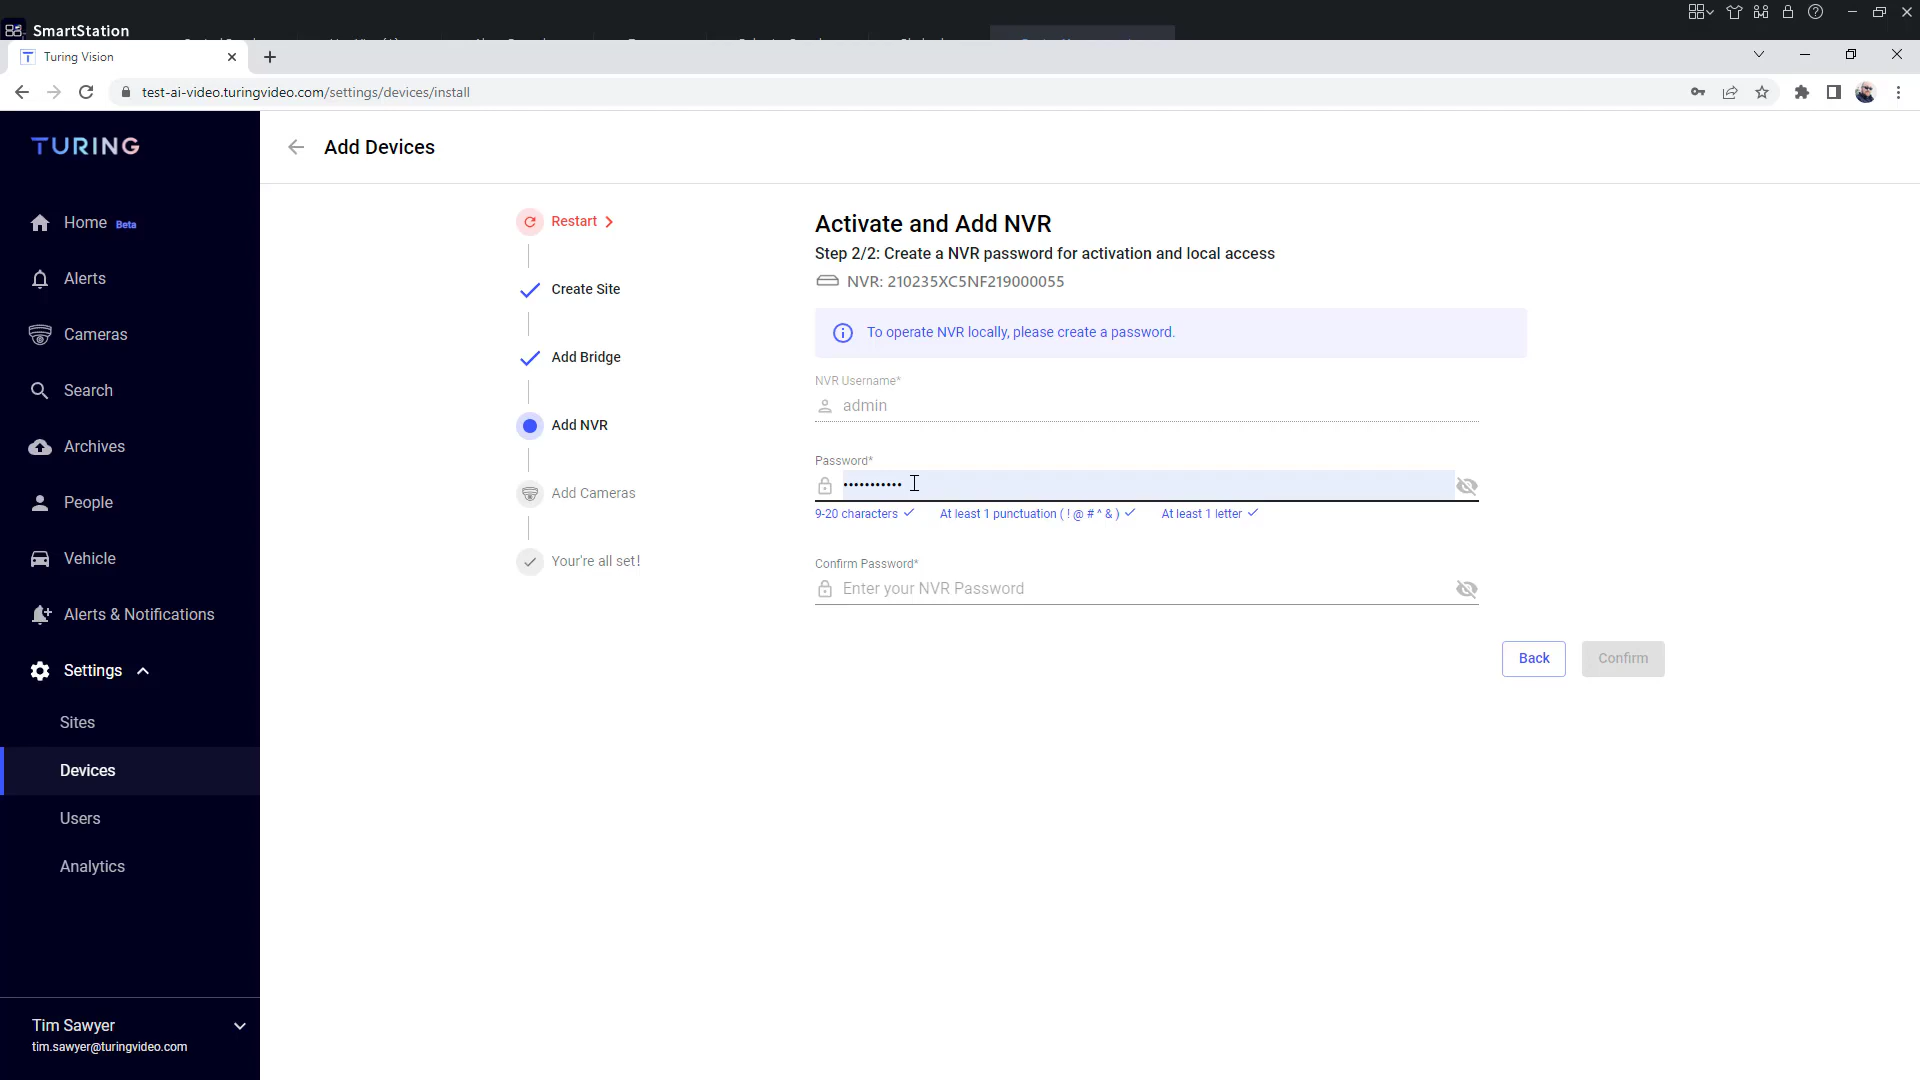 SmartStation
Turing Vision
test-ai-video.turingvideo.com/settings/devices/install
TURING
Add Devices
Home Beta
Alerts
Cameras
Search
Archives
People
Vehicle
Alerts & Notifications
Settings
Sites
Devices
Users
Analytics
Tim Sawyer
tim.sawyer@turingvideo.com
Restart
Create Site
Add Bridge
Add NVR
Add Cameras
Your're all set!
Activate and Add NVR
Step 2/2: Create a NVR password for activation and local access
NVR: 210235XC5NF219000055
To operate NVR locally, please create a password.
NVR Username*
admin
Password*
•••••••••••
9-20 characters At least 1 punctuation ( ! @ # ^ & ) At least 1 letter
Confirm Password*
Enter your NVR Password
Back Confirm